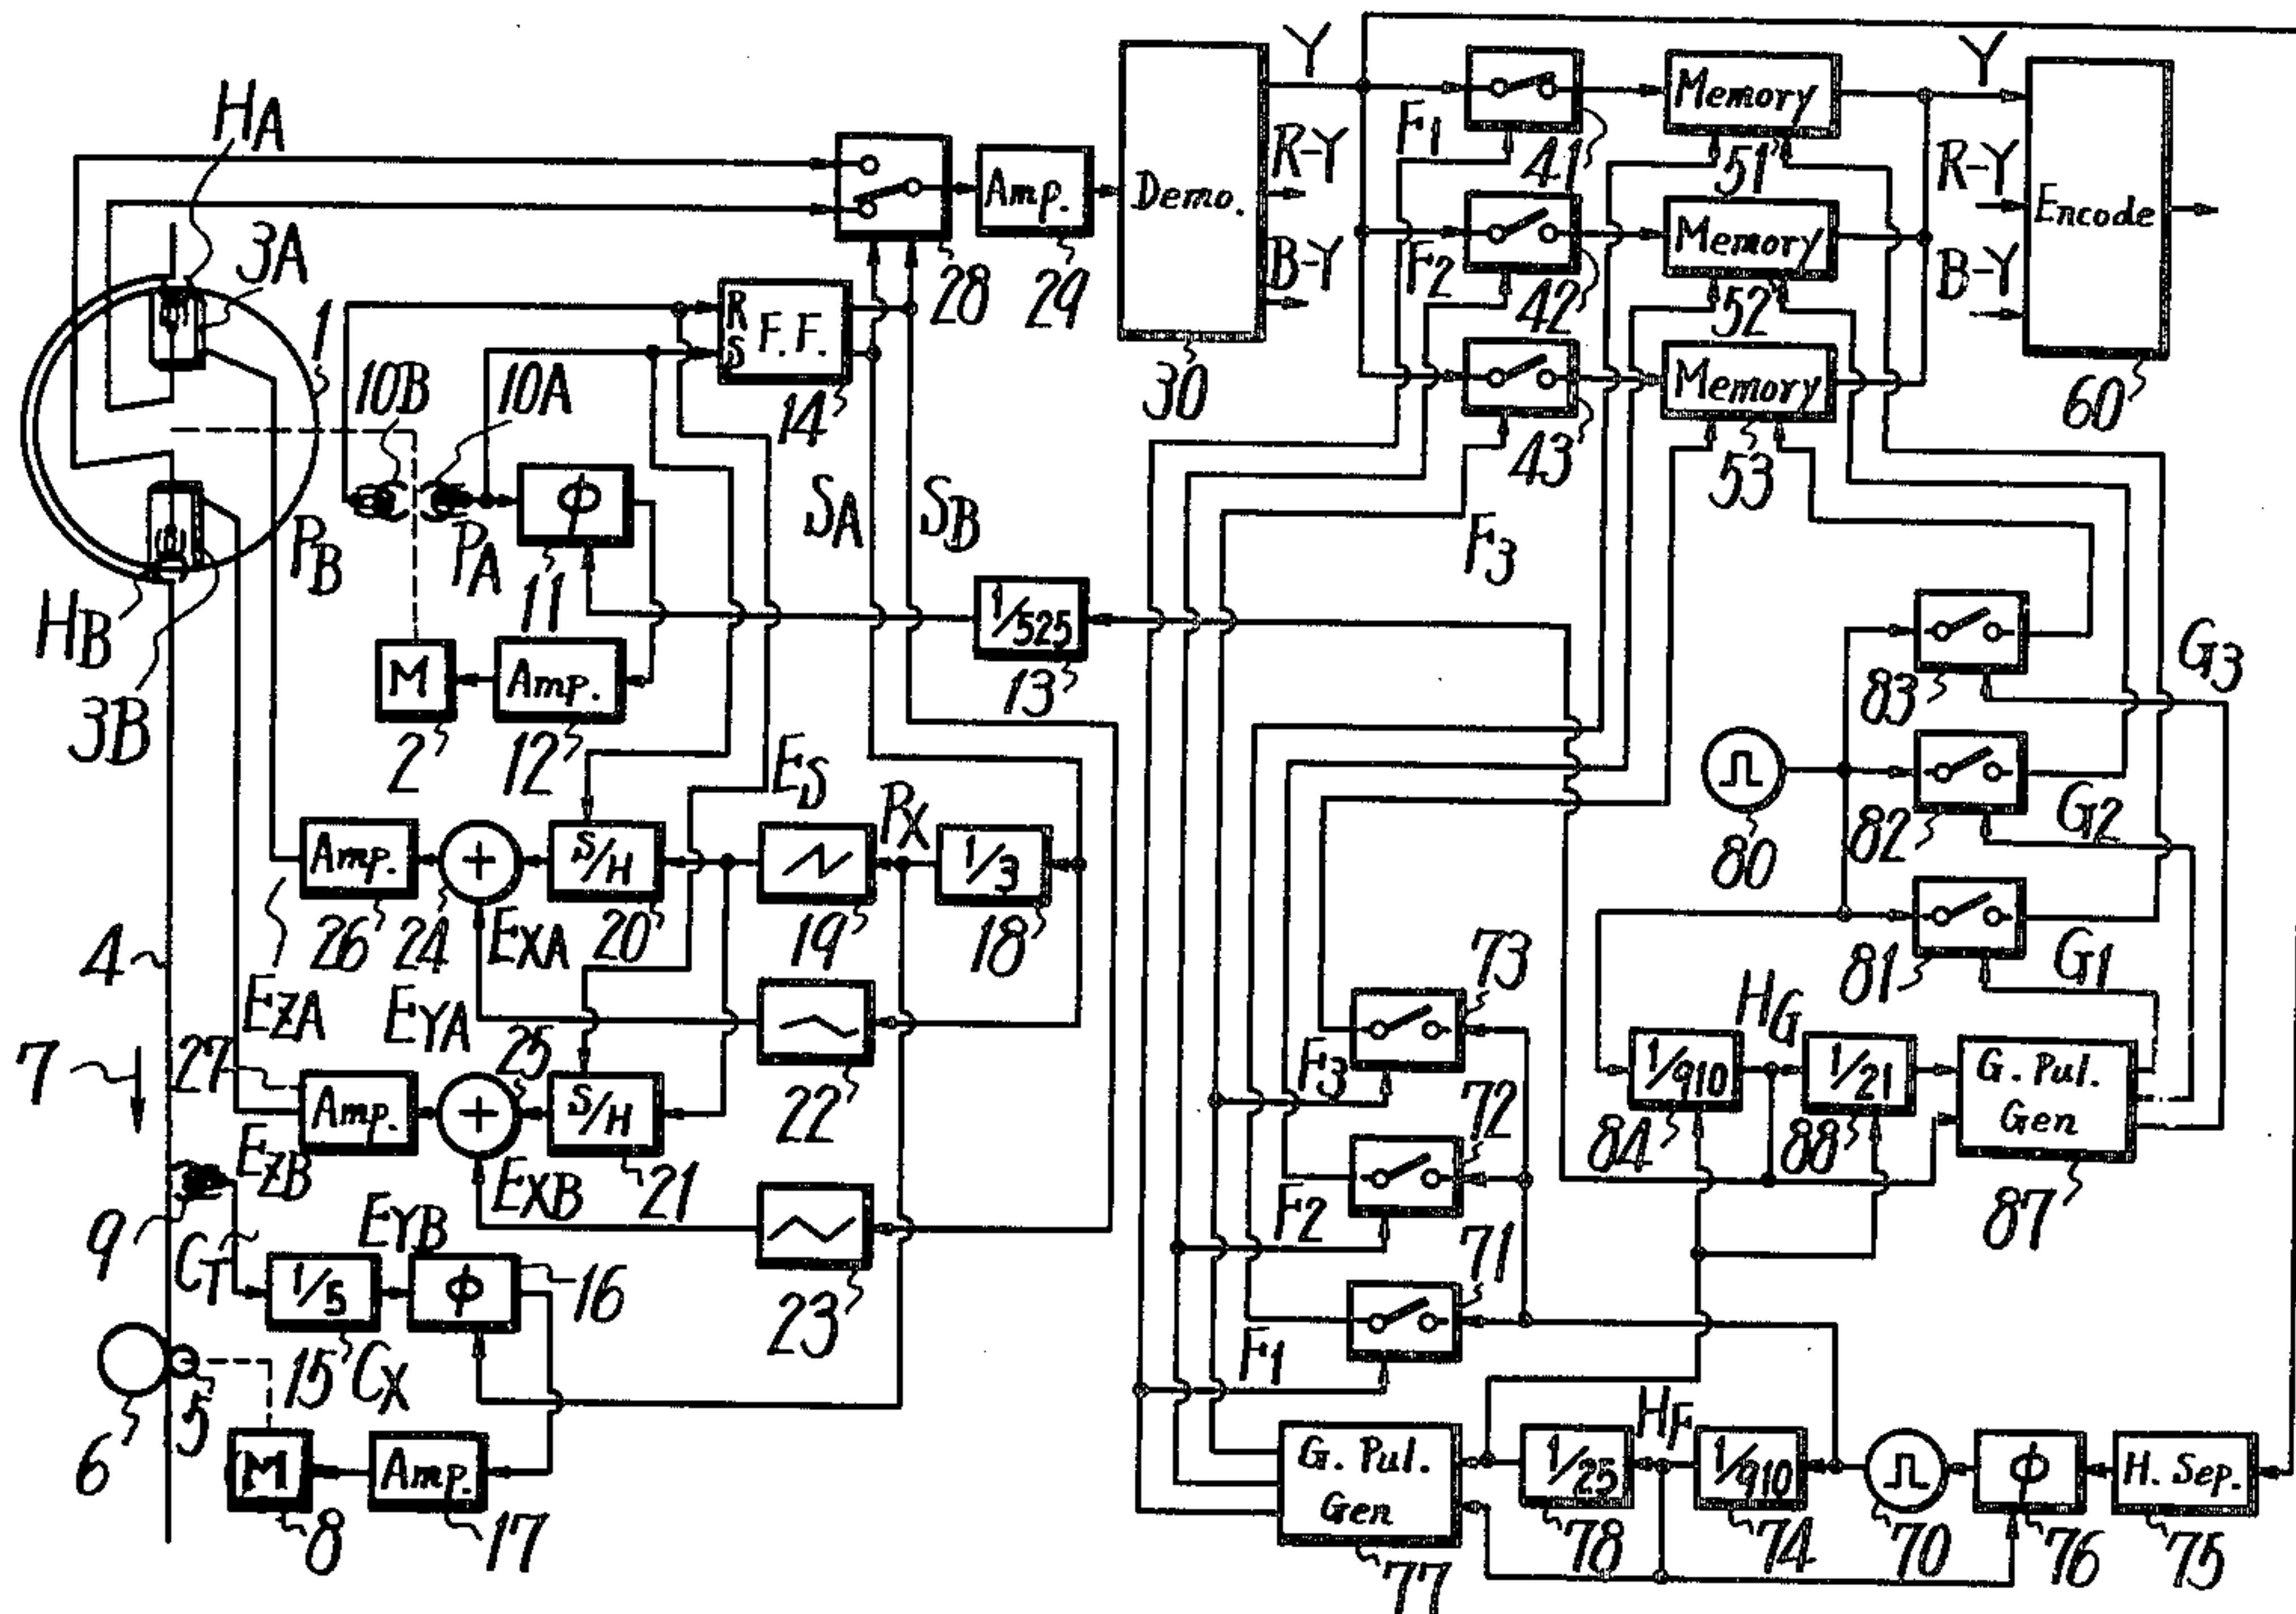 HA
3A
1
10B
10A
HB
3B
PB
PA
Φ
11
M
2
Amp.
12
R
S
F. F.
14
SA
SB
28
Amp.
29
Demo.
30
Y
R-Y
B-Y
F1
41
Memory
51
F2
42
Memory
52
F3
43
Memory
53
Y
R-Y
B-Y
Encode
60
1/525
13
ES
PX
Amp.
26
+
24
S/H
20
19
1/3
18
EXA
EZA
EYA
22
4
7
27
Amp.
25
+
S/H
21
EZB
EXB
23
9
CT
1/5
15
CX
EYB
Φ
16
6
5
M
8
Amp.
17
80
83
G3
82
G2
81
G1
73
F3
72
F2
71
F1
HG
1/910
84
1/21
88
G. Pul.
Gen
87
G. Pul.
Gen
77
1/25
78
HF
1/910
74
70
Φ
76
H. Sep.
75